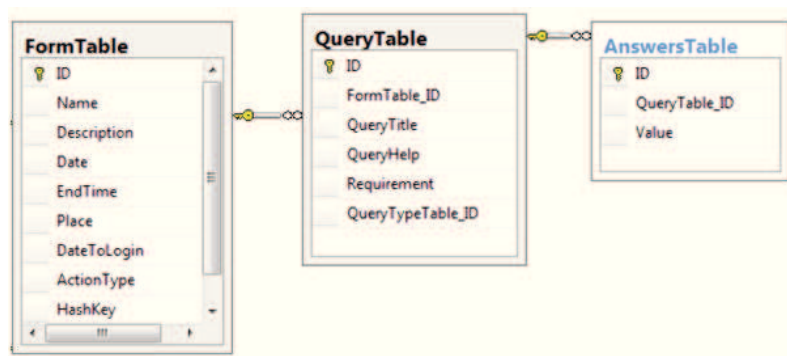 FormTable
ID
Name
Description
Date
EndTime
Place
DateToLogin
ActionType
HashKey
QueryTable
ID
FormTable_ID
QueryTitle
QueryHelp
Requirement
QueryTypeTable_ID
AnswersTable
ID
QueryTable_ID
Value